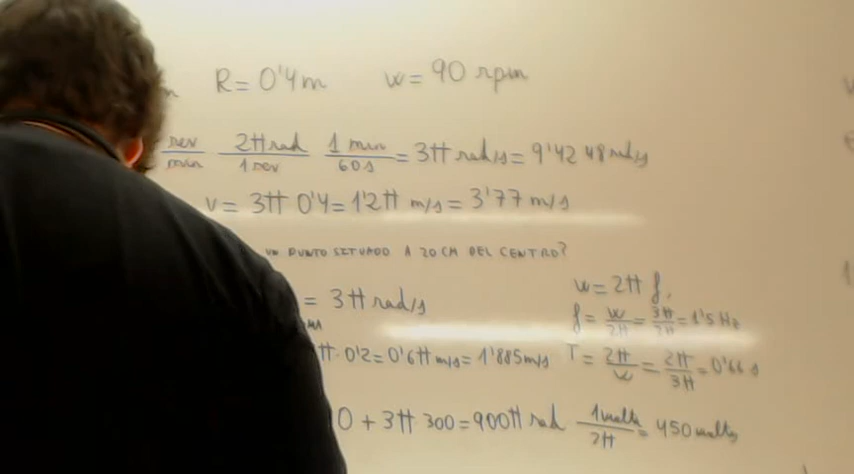 R= 0'4m w= 90 rpm
rev/min 2π rad/1 rev 1 min/60 s = 3π rad/s = 9'42 48 rad/s
v = 3π 0'4 = 1'2π m/s = 3'77 m/s
UN PUNTO SITUADO A 20 CM DEL CENTRO?
= 3π rad/s
w = 2π f
f = w/2π = 3π/2π = 1'5 Hz
π · 0'2 = 0'6π m/s = 1'885 m/s
T = 2π/w = 2π/3π = 0'66 s
0 + 3π 300 = 900π rad 1 vuelta/2π = 450 vueltas